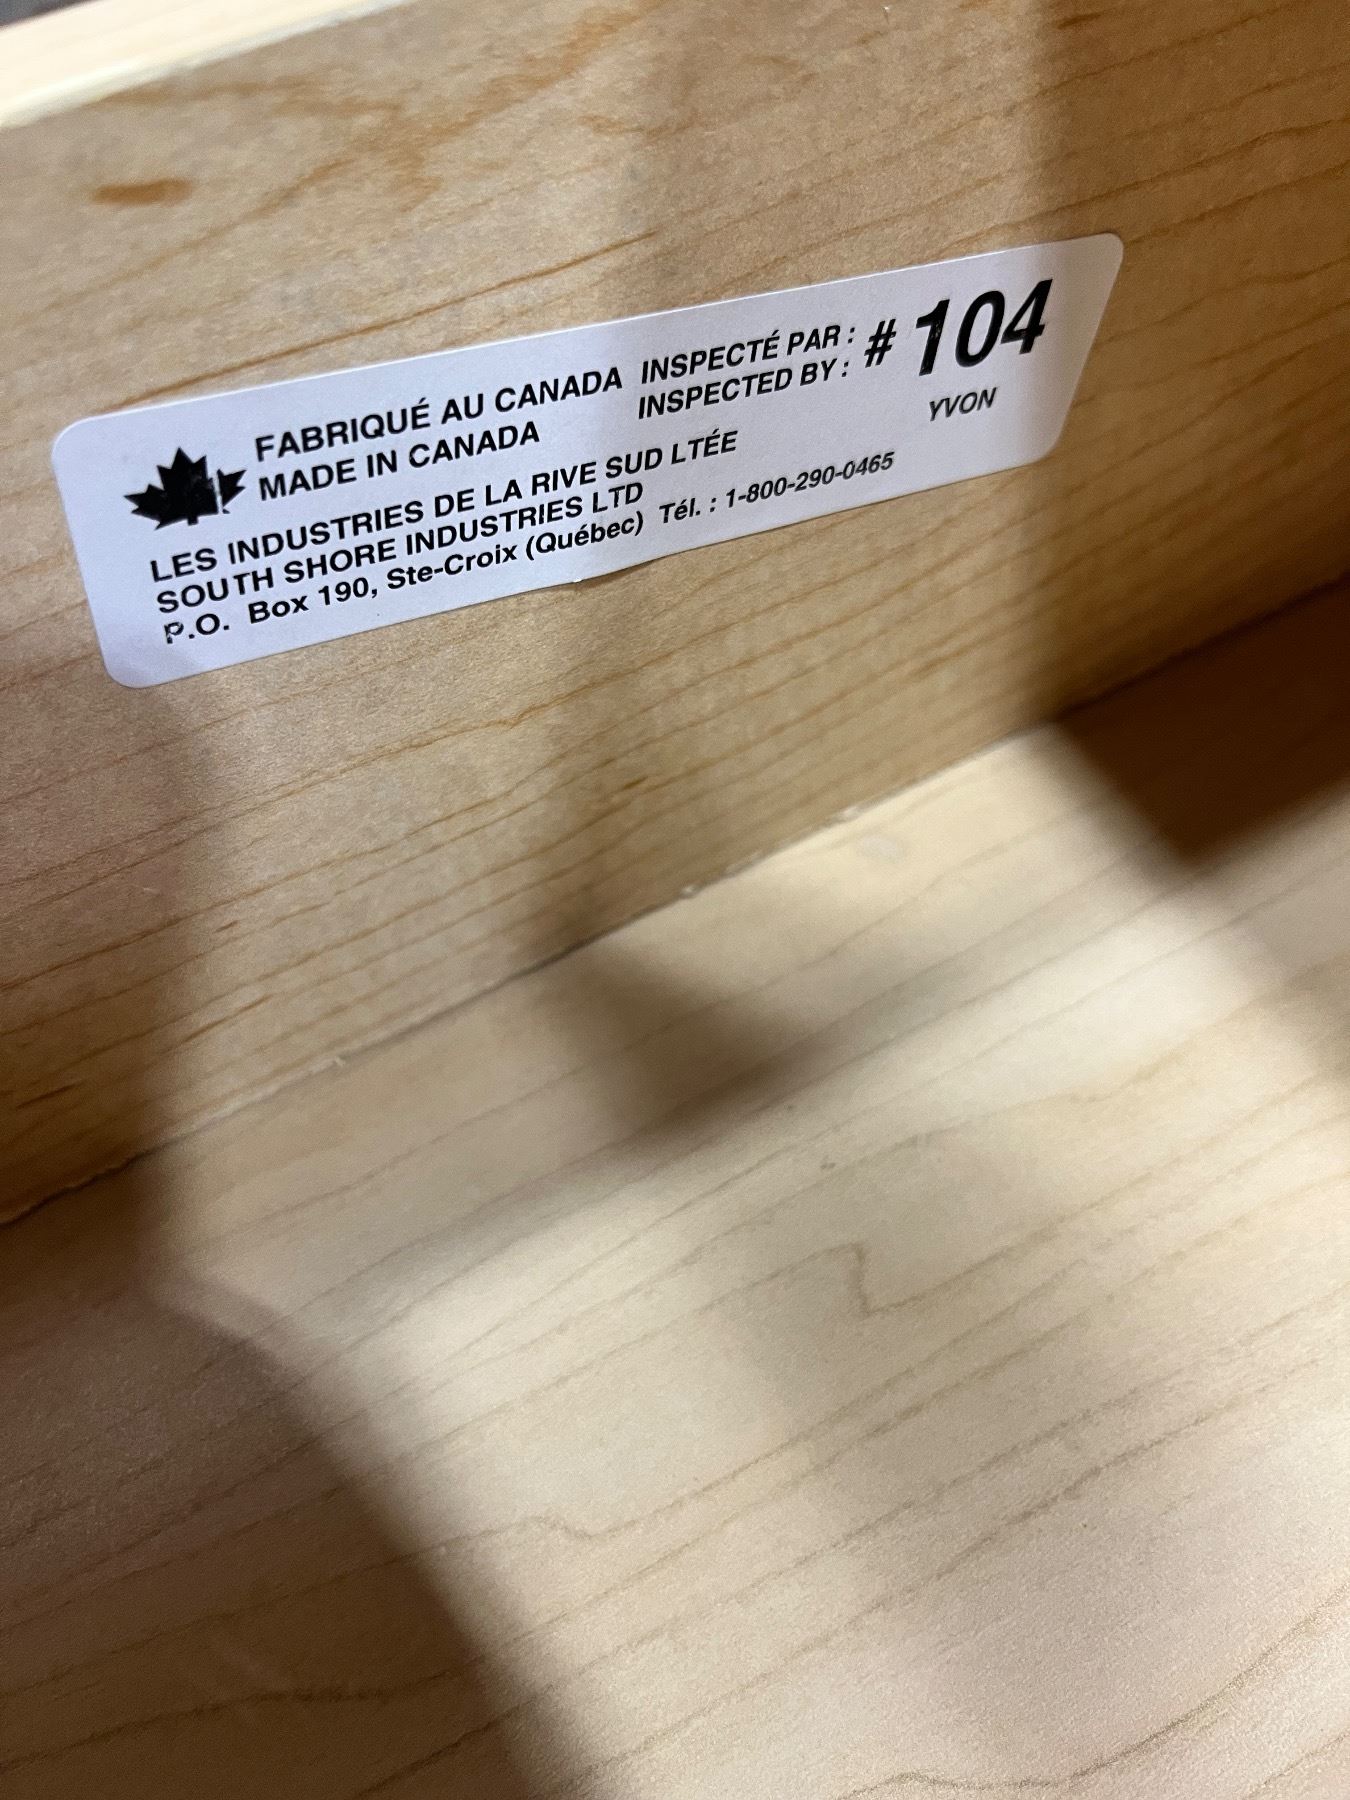 FABRIQUÉ AU CANADA
MADE IN CANADA
INSPECTÉ PAR :
INSPECTED BY :
# 104
YVON
LES INDUSTRIES DE LA RIVE SUD LTÉE
SOUTH SHORE INDUSTRIES LTD
P.O. Box 190, Ste-Croix (Québec) Tél. : 1-800-290-0465